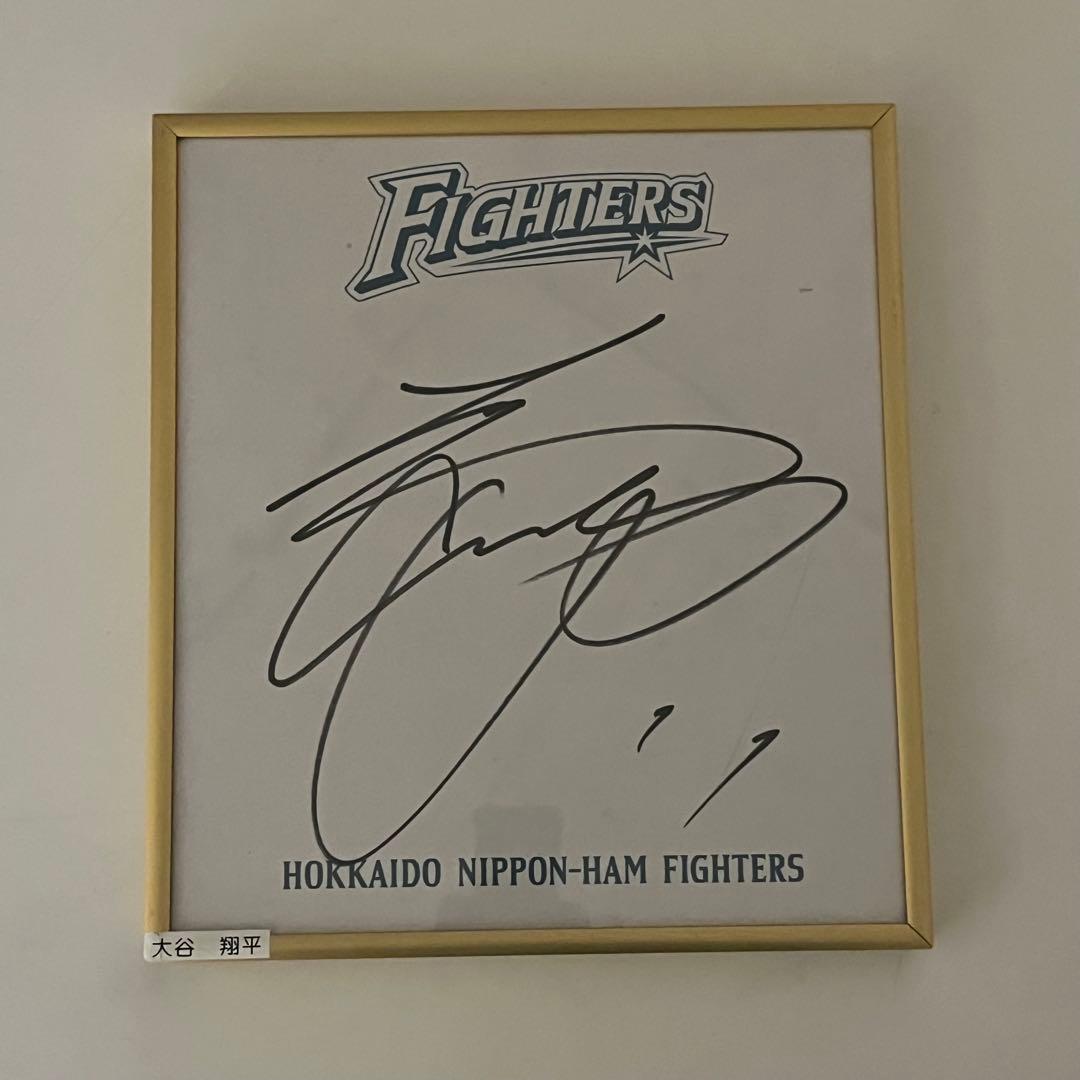 FIGHTERS
HOKKAIDO NIPPON-HAM FIGHTERS
大谷 翔平